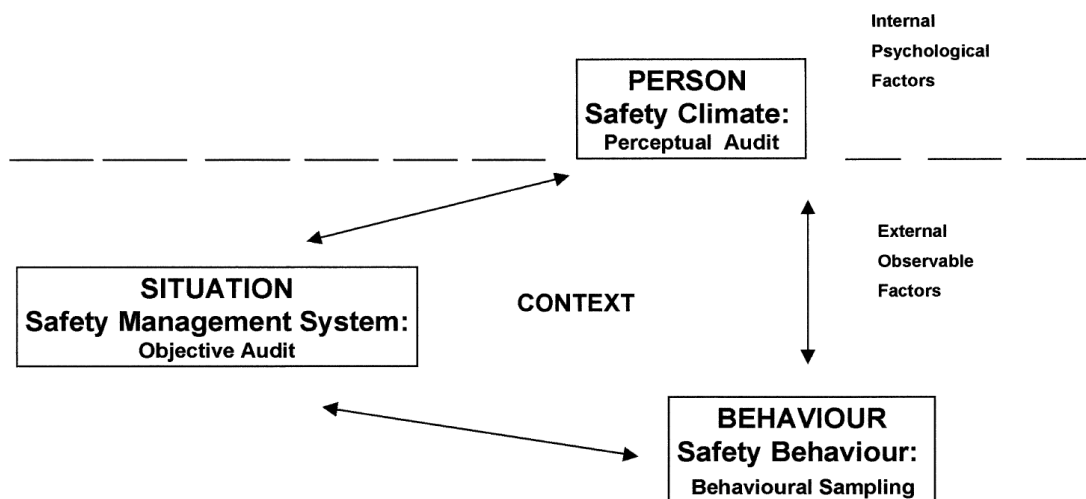 Internal
Psychological
Factors
PERSON
Safety Climate:
Perceptual Audit
External
Observable
Factors
SITUATION
Safety Management System:
Objective Audit
CONTEXT
BEHAVIOUR
Safety Behaviour:
Behavioural Sampling